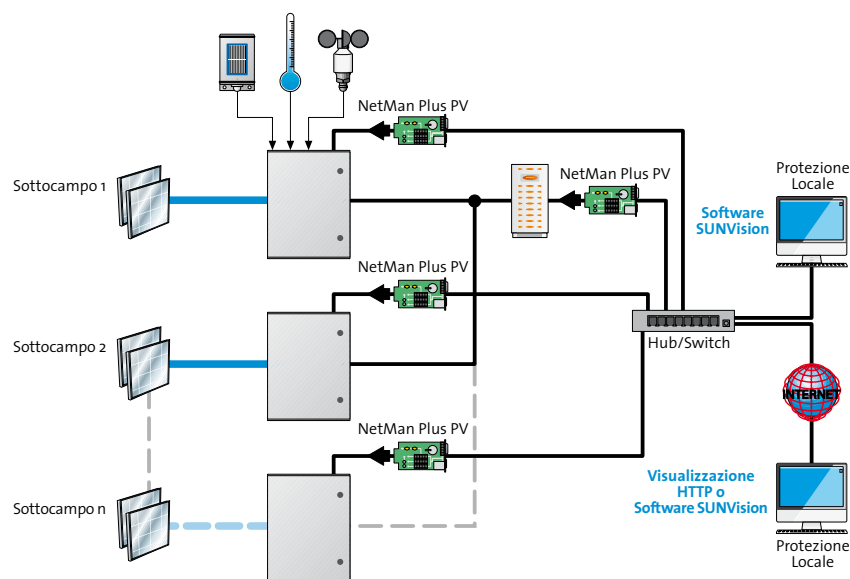 NetMan Plus PV
NetMan Plus PV
Sottocampo 1
Protezione
Locale
Software
SUNVision
NetMan Plus PV
Sottocampo 2
Hub/Switch
INTERNET
NetMan Plus PV
Visualizzazione
HTTP o
Software SUNVision
Sottocampo n
Protezione
Locale